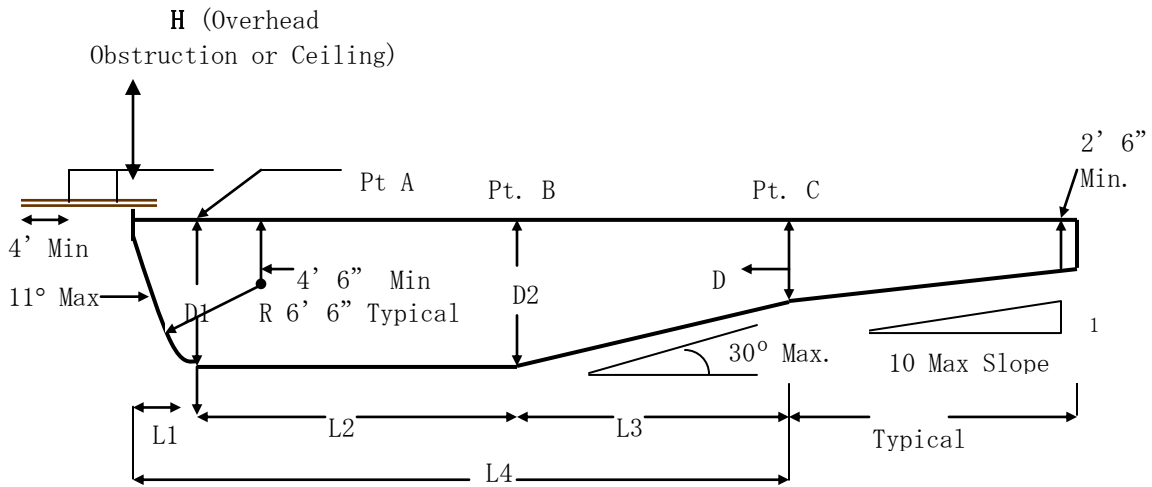 H (Overhead
Obstruction or Ceiling)
2' 6"
Min.
Pt A
Pt. B
Pt. C
4' Min
11° Max
D1
4' 6" Min
R 6' 6" Typical
D2
D
30° Max.
1
10 Max Slope
L1
L2
L3
Typical
L4